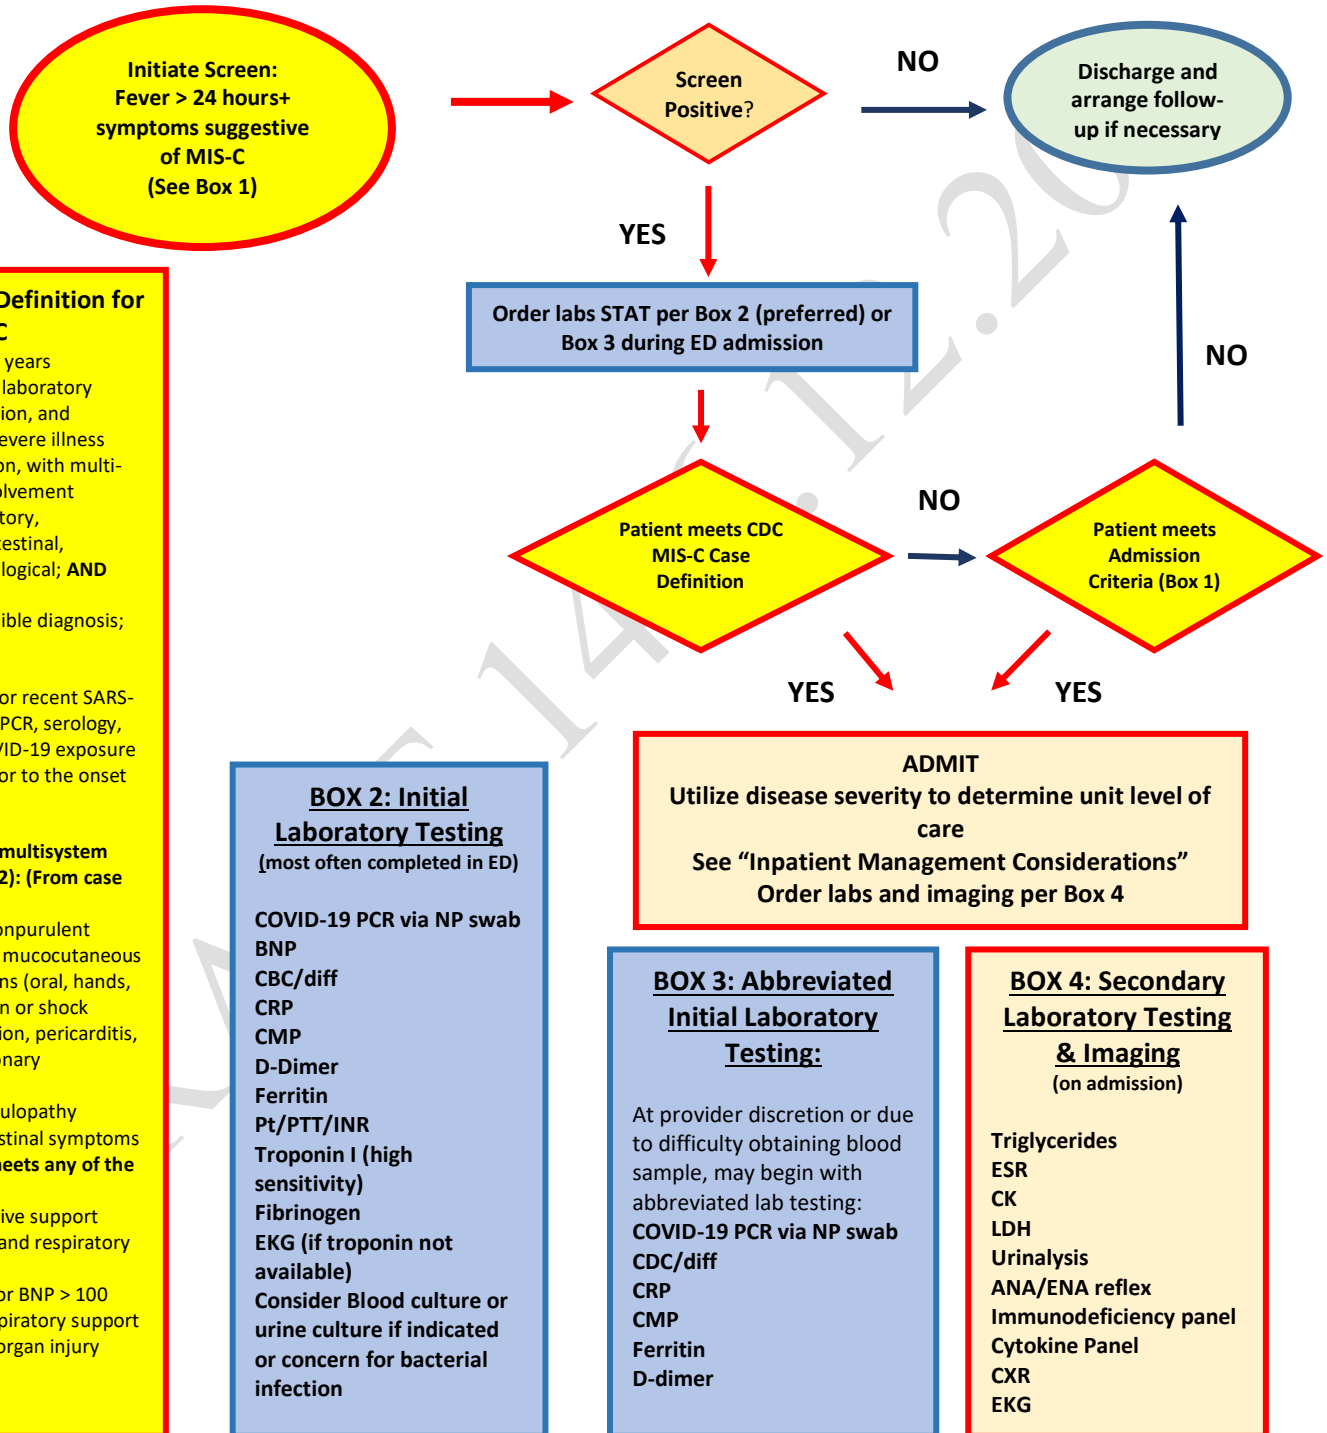 Initiate Screen:
Fever > 24 hours+
symptoms suggestive
of MIS-C
(See Box 1)
Screen
Positive?
NO
Discharge and
arrange follow-
up if necessary
YES
Order labs STAT per Box 2 (preferred) or
Box 3 during ED admission
NO
Patient meets CDC
MIS-C Case
Definition
NO
Patient meets
Admission
Criteria (Box 1)
YES
YES
ADMIT
Utilize disease severity to determine unit level of
care
See “Inpatient Management Considerations”
Order labs and imaging per Box 4
Definition for
C
years
laboratory
ion, and
evere illness
on, with multi-
olvement
tory,
testinal,
ological; AND
sible diagnosis;
or recent SARS-
PCR, serology,
VID-19 exposure
or to the onset
multisystem
2): (From case
onpurulent
mucocutaneous
ns (oral, hands,
n or shock
ion, pericarditis,
onary
ulopathy
stinal symptoms
meets any of the
ive support
and respiratory
or BNP > 100
piratory support
organ injury
BOX 2: Initial
Laboratory Testing
(most often completed in ED)
COVID-19 PCR via NP swab
BNP
CBC/diff
CRP
CMP
D-Dimer
Ferritin
Pt/PTT/INR
Troponin I (high
sensitivity)
Fibrinogen
EKG (if troponin not
available)
Consider Blood culture or
urine culture if indicated
or concern for bacterial
infection
BOX 3: Abbreviated
Initial Laboratory
Testing:
At provider discretion or due
to difficulty obtaining blood
sample, may begin with
abbreviated lab testing:
COVID-19 PCR via NP swab
CDC/diff
CRP
CMP
Ferritin
D-dimer
BOX 4: Secondary
Laboratory Testing
& Imaging
(on admission)
Triglycerides
ESR
CK
LDH
Urinalysis
ANA/ENA reflex
Immunodeficiency panel
Cytokine Panel
CXR
EKG